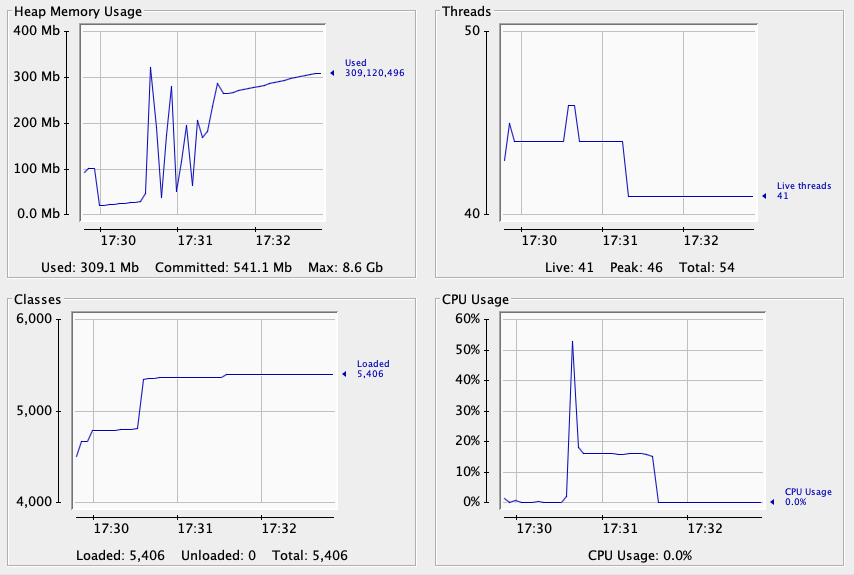 Heap Memory Usage
400 Mb
300 Mb
200 Mb
100 Mb
0.0 Mb
Used
309,120,496
17:30 17:31 17:32
Used: 309.1 Mb Committed: 541.1 Mb Max: 8.6 Gb
Threads
50
40
Live threads
41
17:30 17:31 17:32
Live: 41 Peak: 46 Total: 54
Classes
6,000
5,000
4,000
Loaded
5,406
17:30 17:31 17:32
Loaded: 5,406 Unloaded: 0 Total: 5,406
CPU Usage
60%
50%
40%
30%
20%
10%
0%
CPU Usage
0.0%
17:30 17:31 17:32
CPU Usage: 0.0%